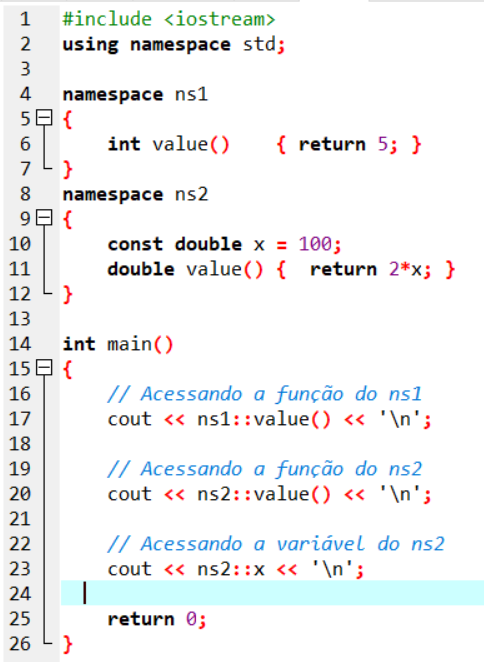 1 #include <iostream>
2 using namespace std;
3
4 namespace ns1
5 {
6 int value() { return 5; }
7 }
8 namespace ns2
9 {
10 const double x = 100;
11 double value() { return 2*x; }
12 }
13
14 int main()
15 {
16 // Acessando a função do ns1
17 cout << ns1::value() << '\n';
18
19 // Acessando a função do ns2
20 cout << ns2::value() << '\n';
21
22 // Acessando a variável do ns2
23 cout << ns2::x << '\n';
24
25 return 0;
26 }